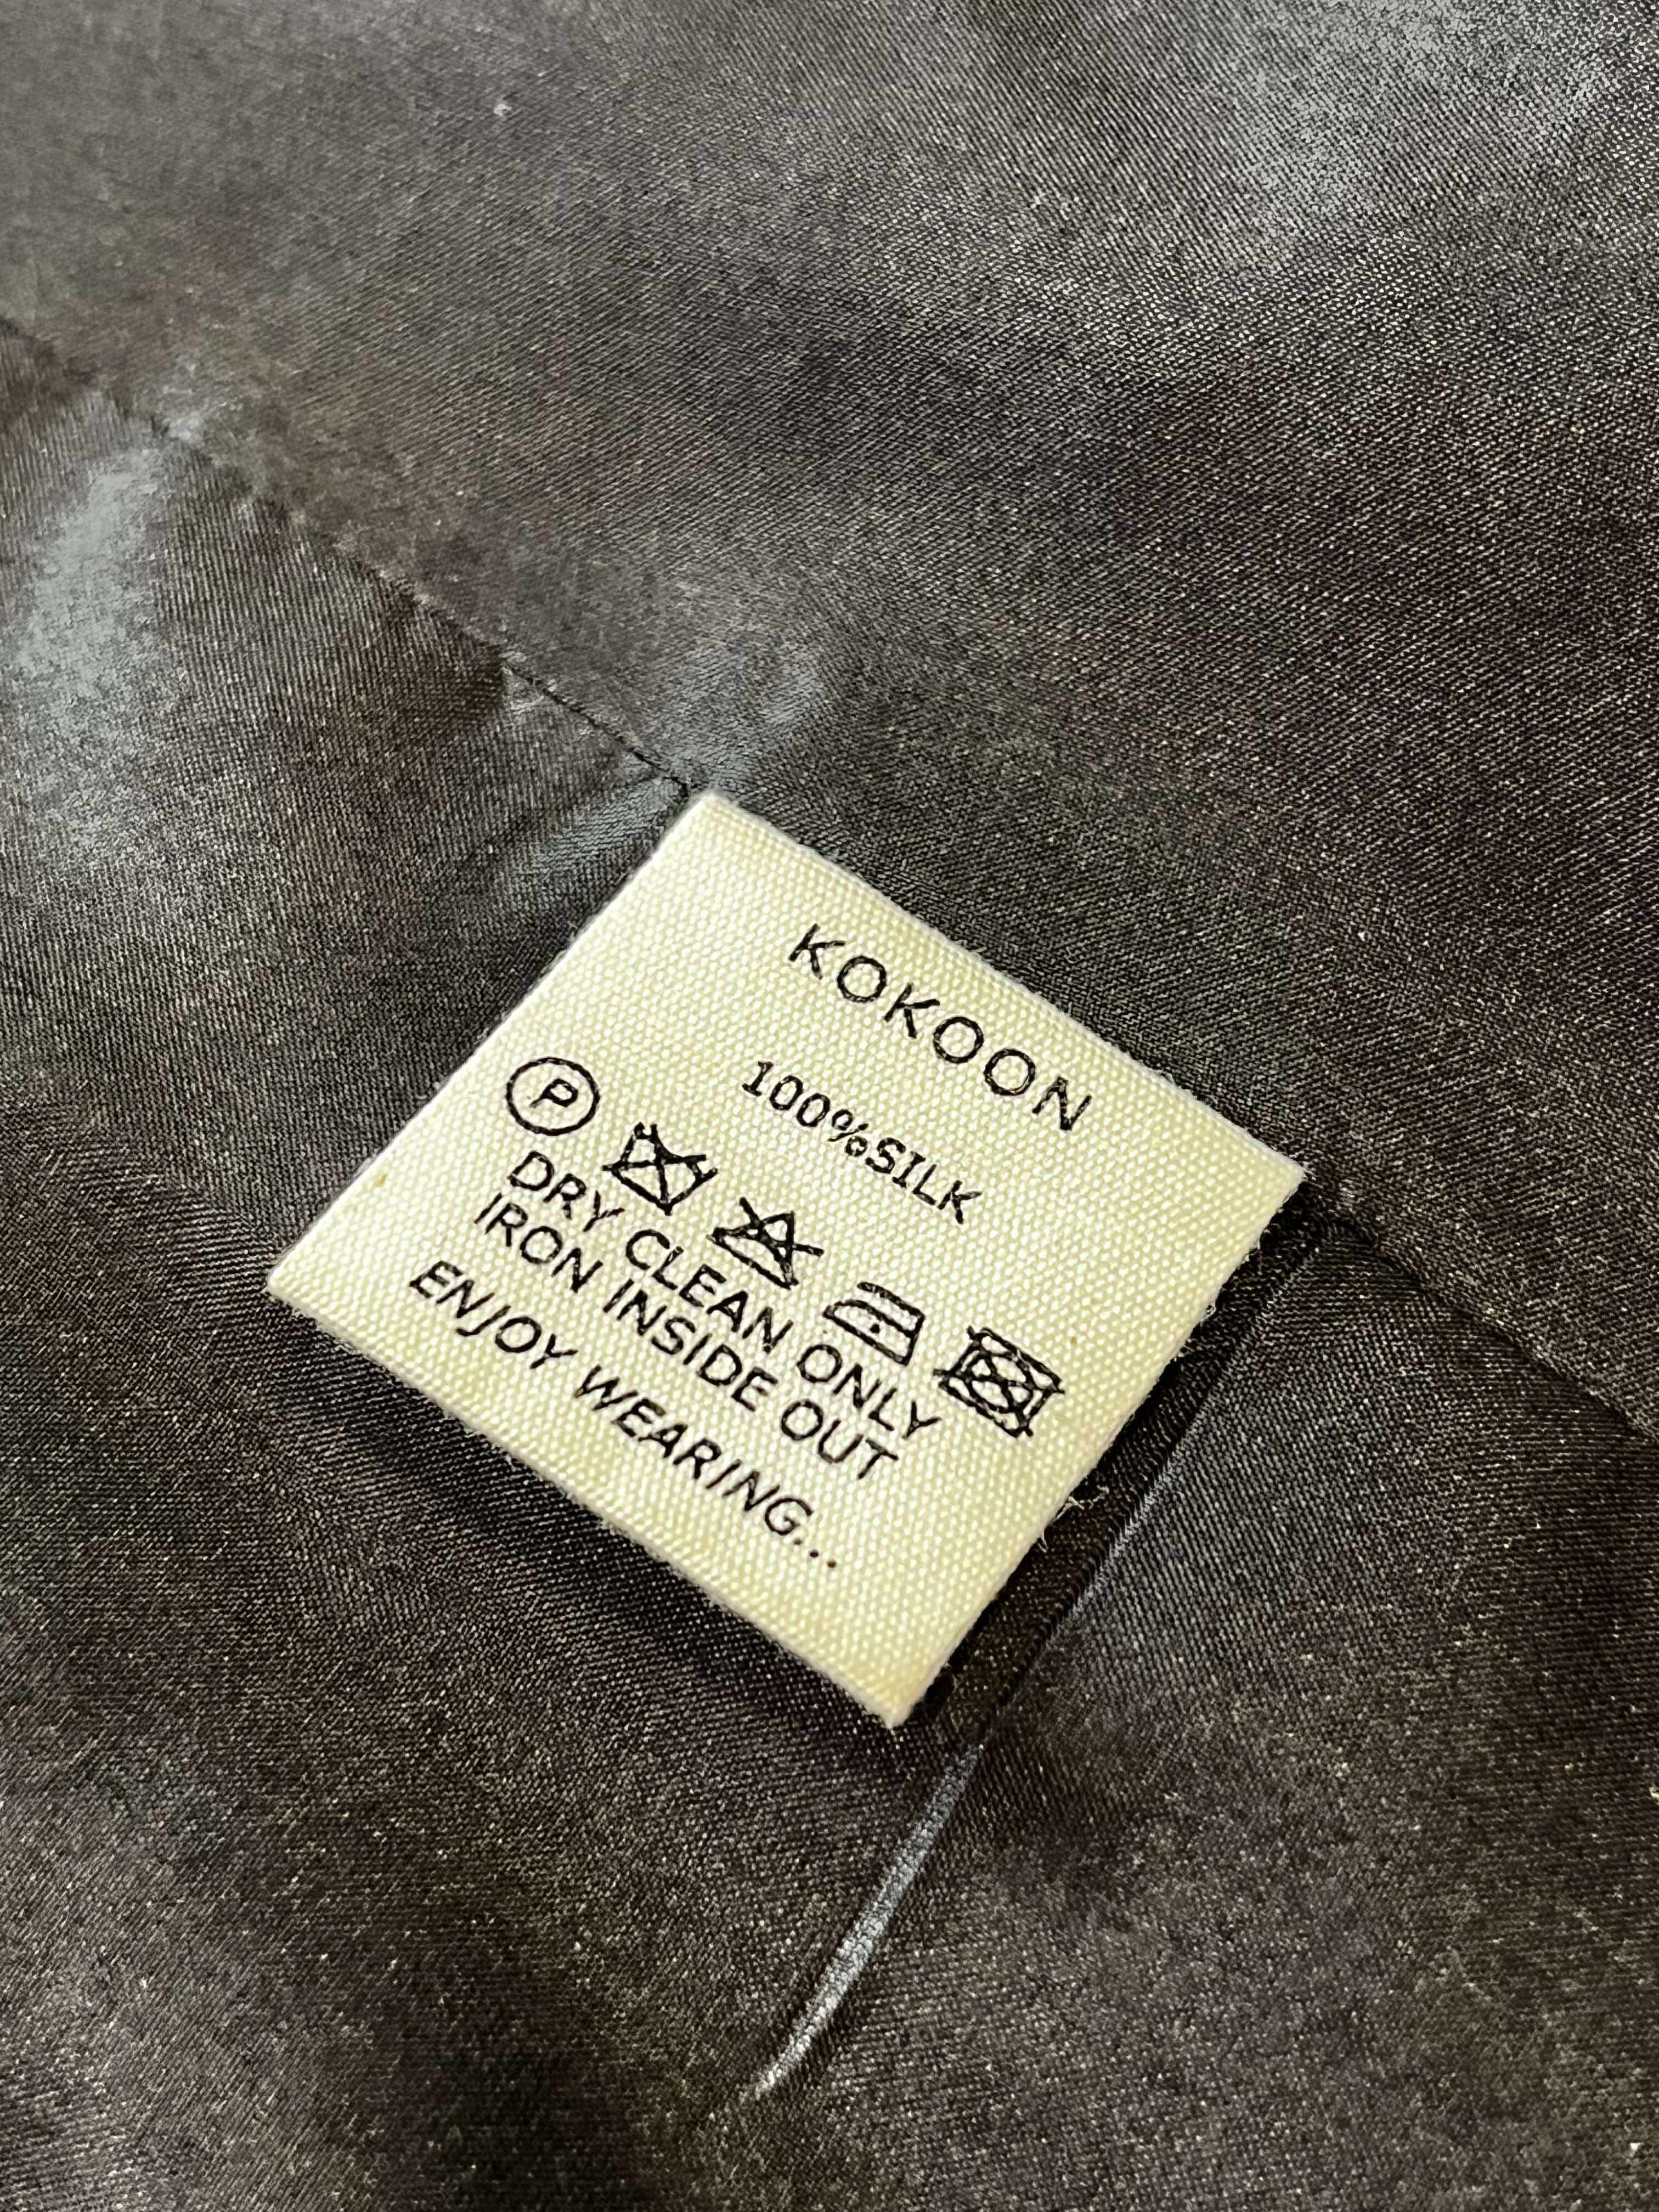 KOKOON
100%SILK
P
DRY CLEAN ONLY
IRON INSIDE OUT
ENJOY WEARING...